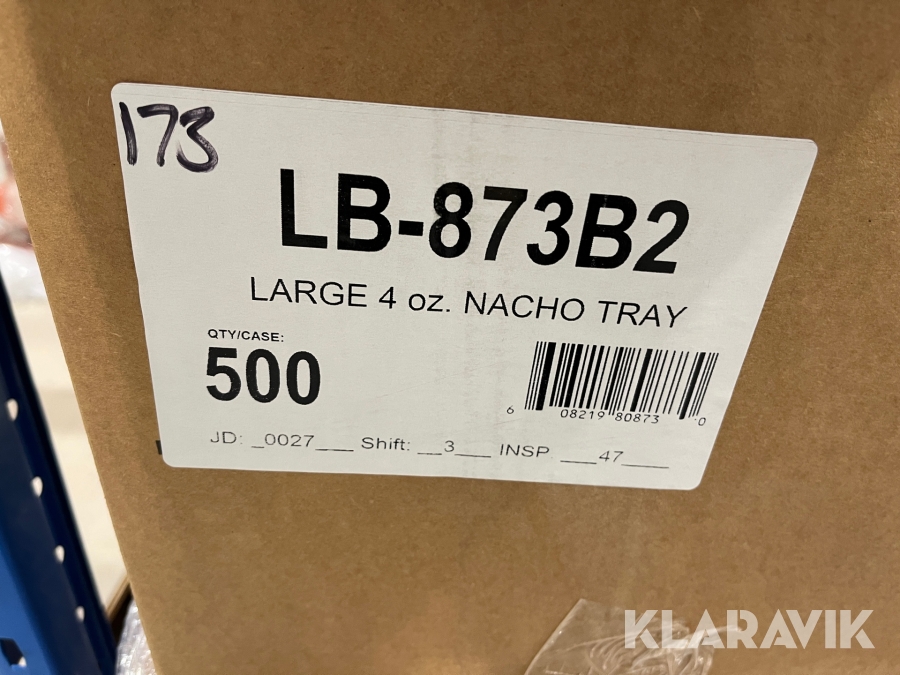 173
LB-873B2
LARGE 4 oz. NACHO TRAY
QTY/CASE:
500
6 08219 80873 0
JD: _0027___ Shift: __3___ INSP ___47____
KLARAVIK